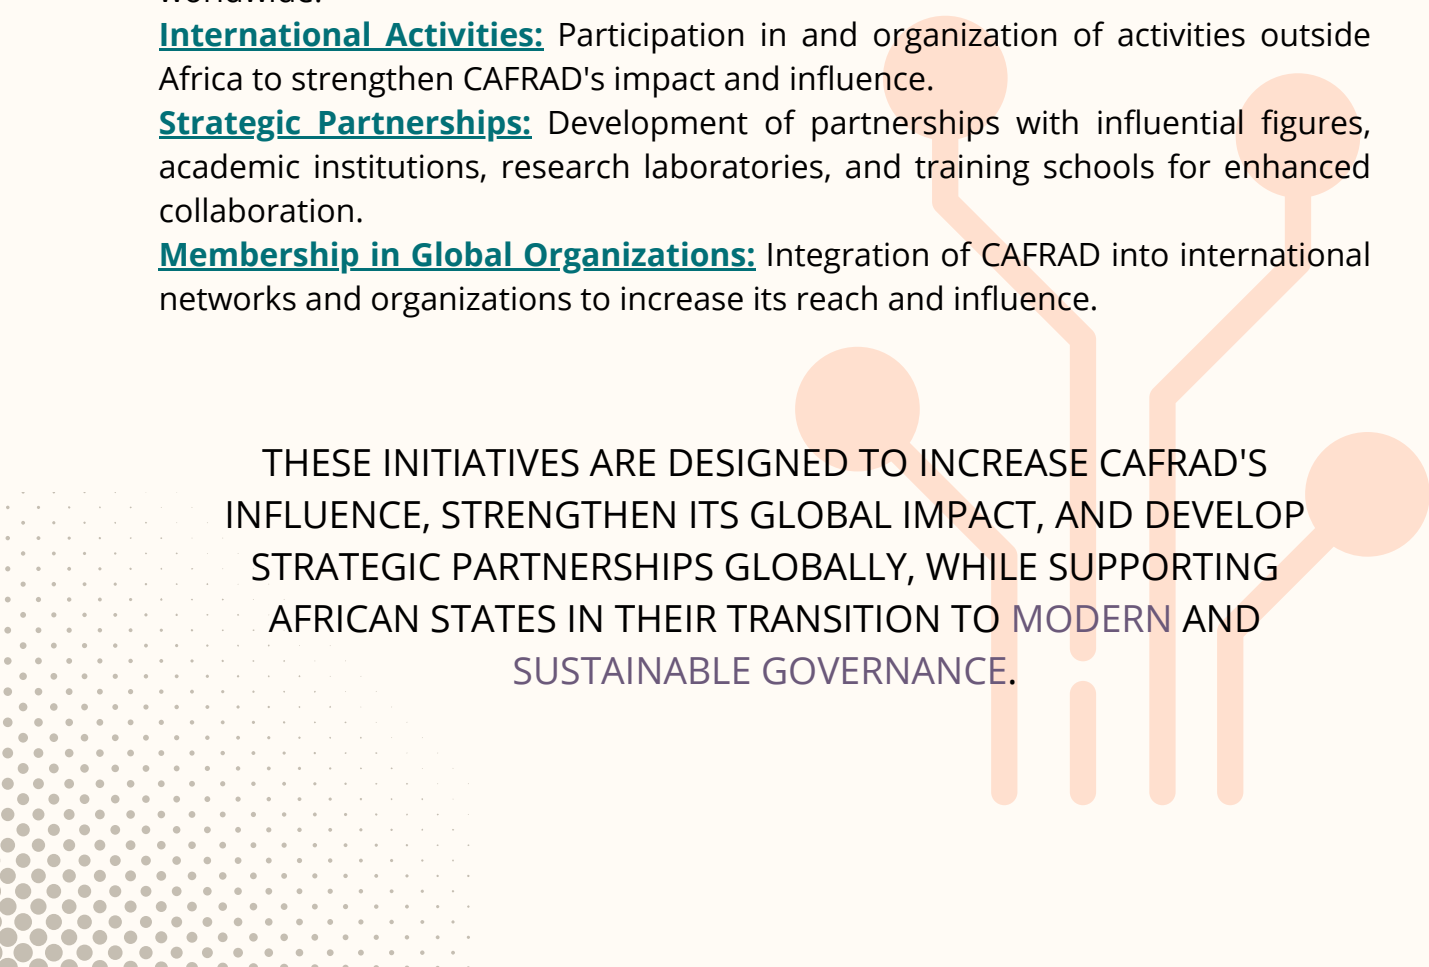 worldwide.
International Activities: Participation in and organization of activities outside
Africa to strengthen CAFRAD's impact and influence.
Strategic Partnerships: Development of partnerships with influential figures,
academic institutions, research laboratories, and training schools for enhanced
collaboration.
Membership in Global Organizations: Integration of CAFRAD into international
networks and organizations to increase its reach and influence.
THESE INITIATIVES ARE DESIGNED TO INCREASE CAFRAD'S
INFLUENCE, STRENGTHEN ITS GLOBAL IMPACT, AND DEVELOP
STRATEGIC PARTNERSHIPS GLOBALLY, WHILE SUPPORTING
AFRICAN STATES IN THEIR TRANSITION TO MODERN AND
SUSTAINABLE GOVERNANCE.